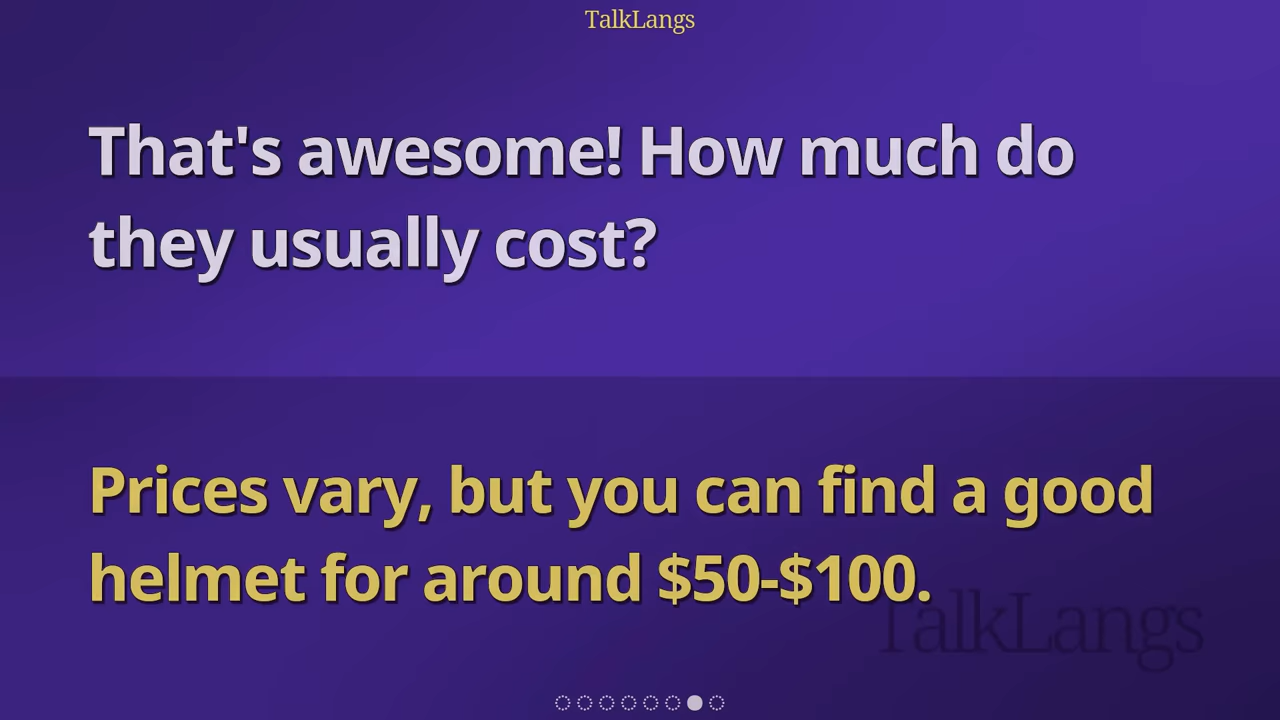 TalkLangs
That's awesome! How much do
they usually cost?
Prices vary, but you can find a good
helmet for around $50-$100.
TalkLangs